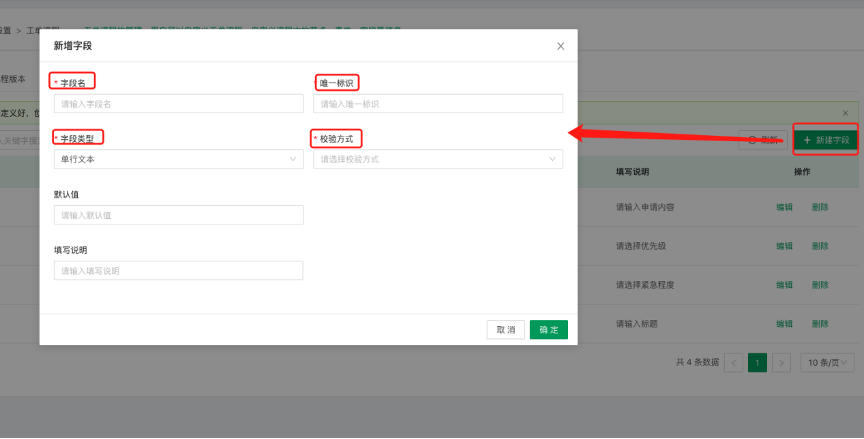 设置 > 工单流程
新增字段
程版本
* 字段名
* 唯一标识
请输入字段名
请输入唯一标识
定义好，也
* 字段类型
* 校验方式
入关键字搜
刷新
+ 新建字段
单行文本
请选择校验方式
填写说明
操作
默认值
请输入默认值
请输入申请内容
编辑
删除
填写说明
请选择优先级
编辑
删除
请输入填写说明
请选择紧急程度
编辑
删除
取消
确定
请输入标题
编辑
删除
共 4 条数据
<
1
>
10 条/页